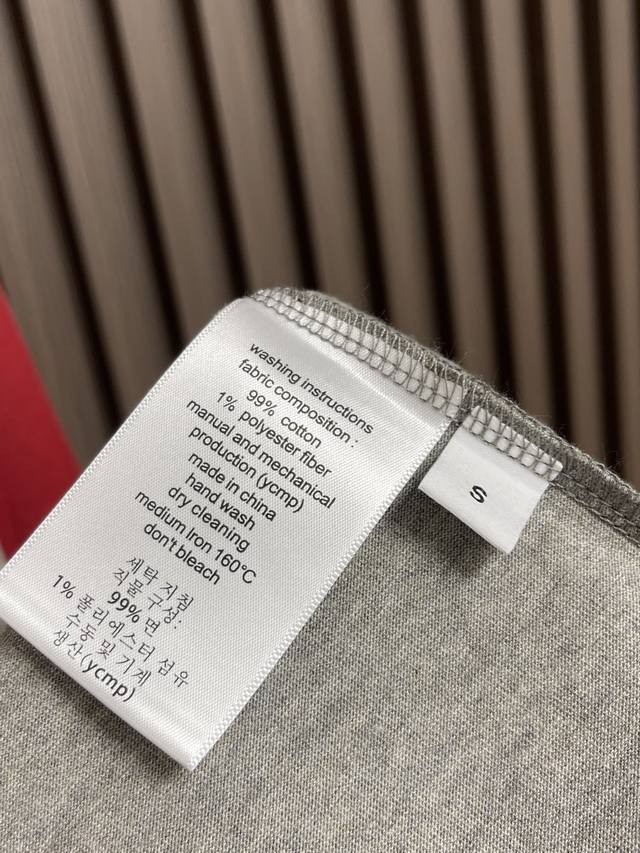 washing instructions
fabric composition :
99% cotton
1% polyester fiber
manual and mechanical
production (ycmp)
made in china
hand wash
dry cleaning
medium Iron 160°C
don't bleach
세탁 지침
직물 구성:
99% 면
1% 폴리에스터 섬유
수동 및 기계
생산(ycmp)
S